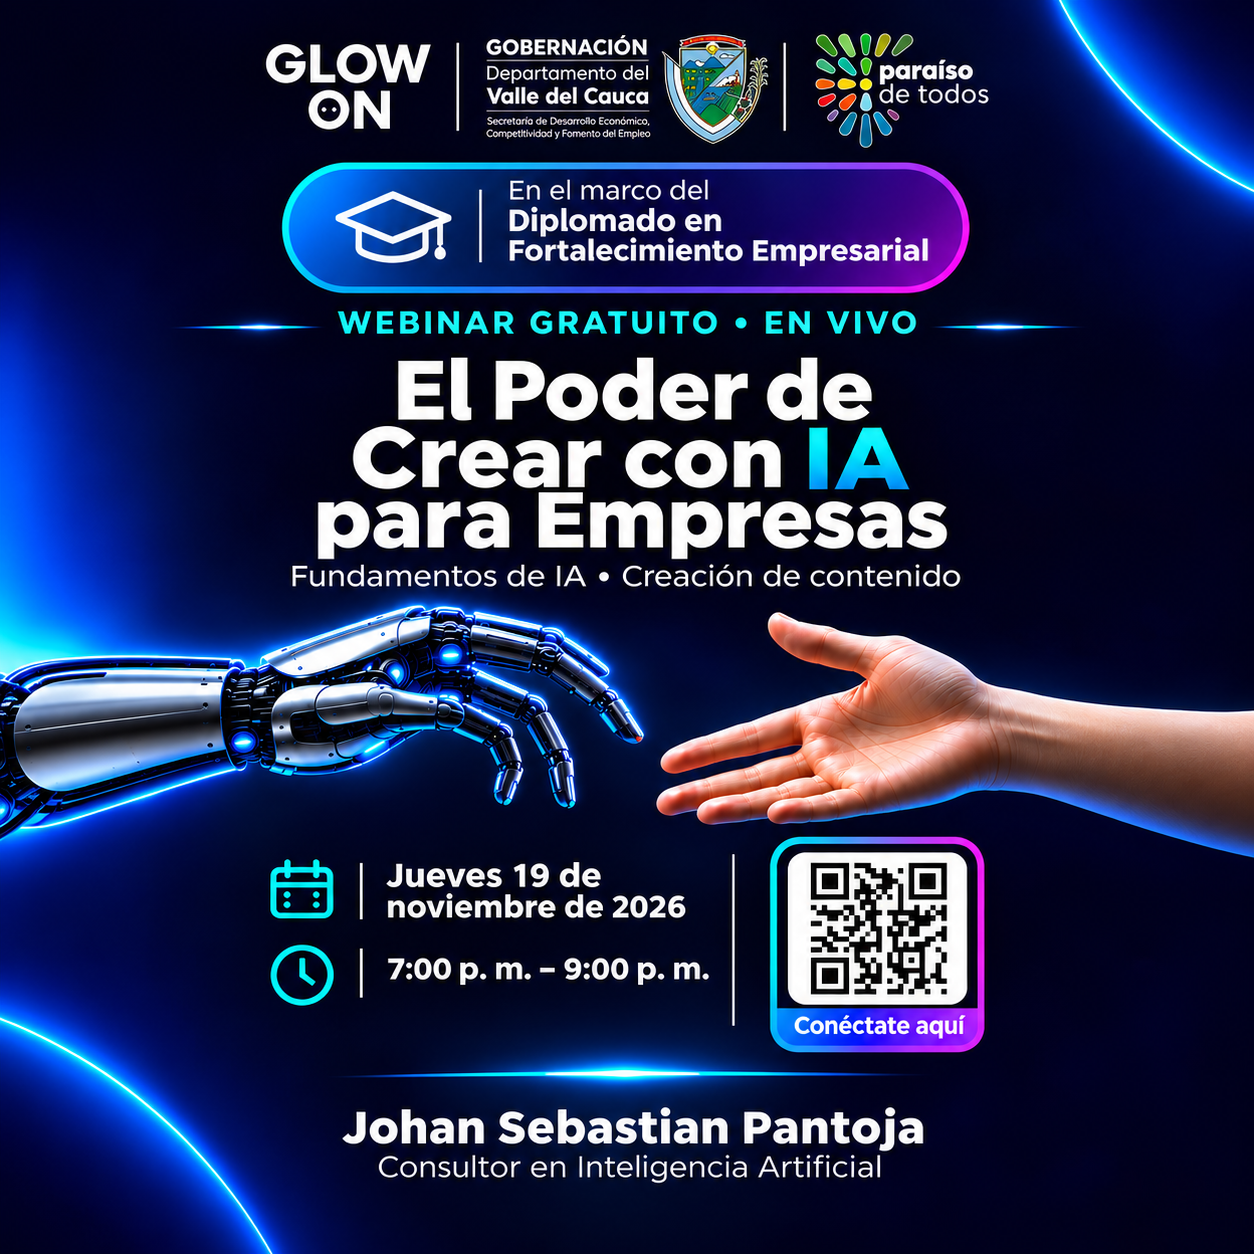 GLOW
ON
GOBERNACIÓN
Departamento del
Valle del Cauca
Secretaría de Desarrollo Económico,
Competitividad y Fomento del Empleo
paraíso
de todos
En el marco del
Diplomado en
Fortalecimiento Empresarial
WEBINAR GRATUITO • EN VIVO
El Poder de
Crear con IA
para Empresas
Fundamentos de IA • Creación de contenido
Jueves 19 de
noviembre de 2026
7:00 p. m. – 9:00 p. m.
Conéctate aquí
Johan Sebastian Pantoja
Consultor en Inteligencia Artificial